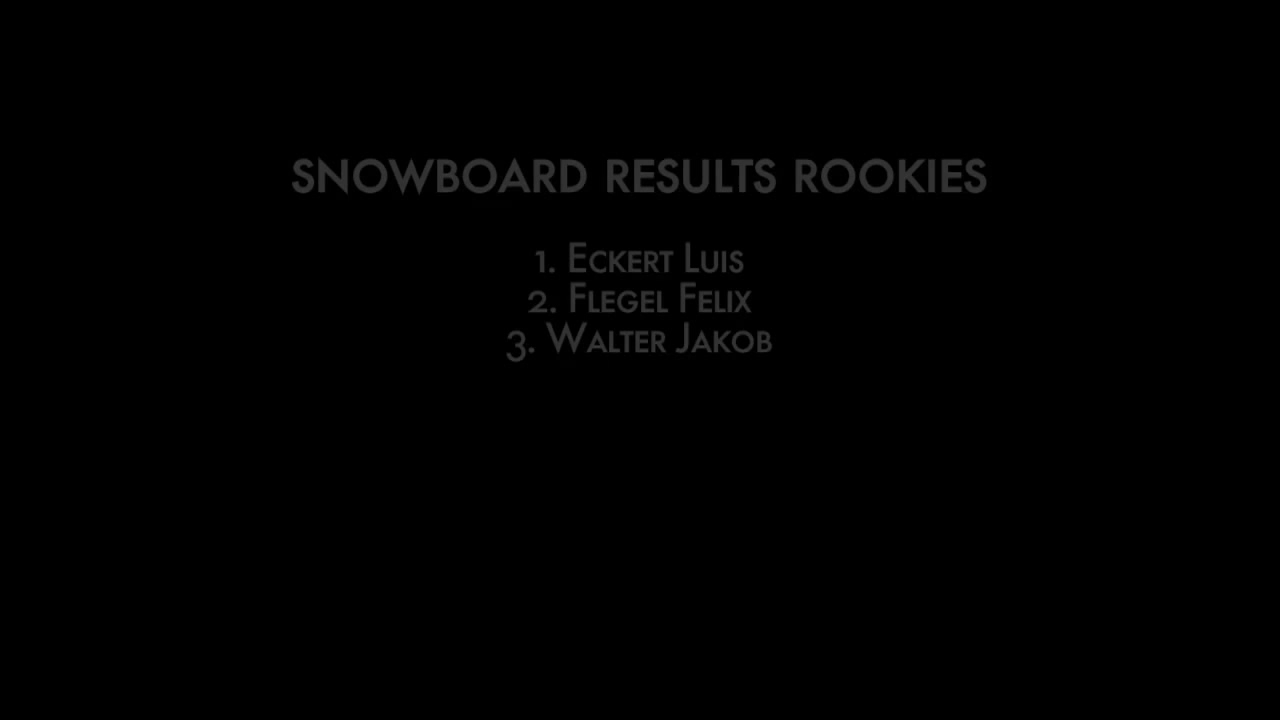 SNOWBOARD RESULTS ROOKIES
1. Eckert Luis
2. Flegel Felix
3. Walter Jakob